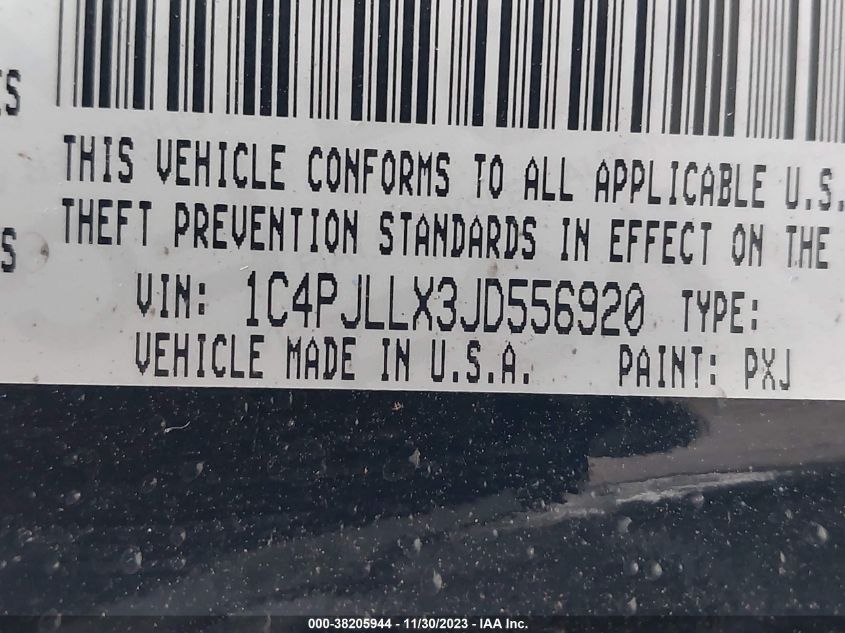 ES
THIS VEHICLE CONFORMS TO ALL APPLICABLE U.S.
THEFT PREVENTION STANDARDS IN EFFECT ON THE
S
VIN: 1C4PJLLX3JD556920 TYPE:
VEHICLE MADE IN U.S.A. PAINT: PXJ
000-38205944 - 11/30/2023 - IAA Inc.